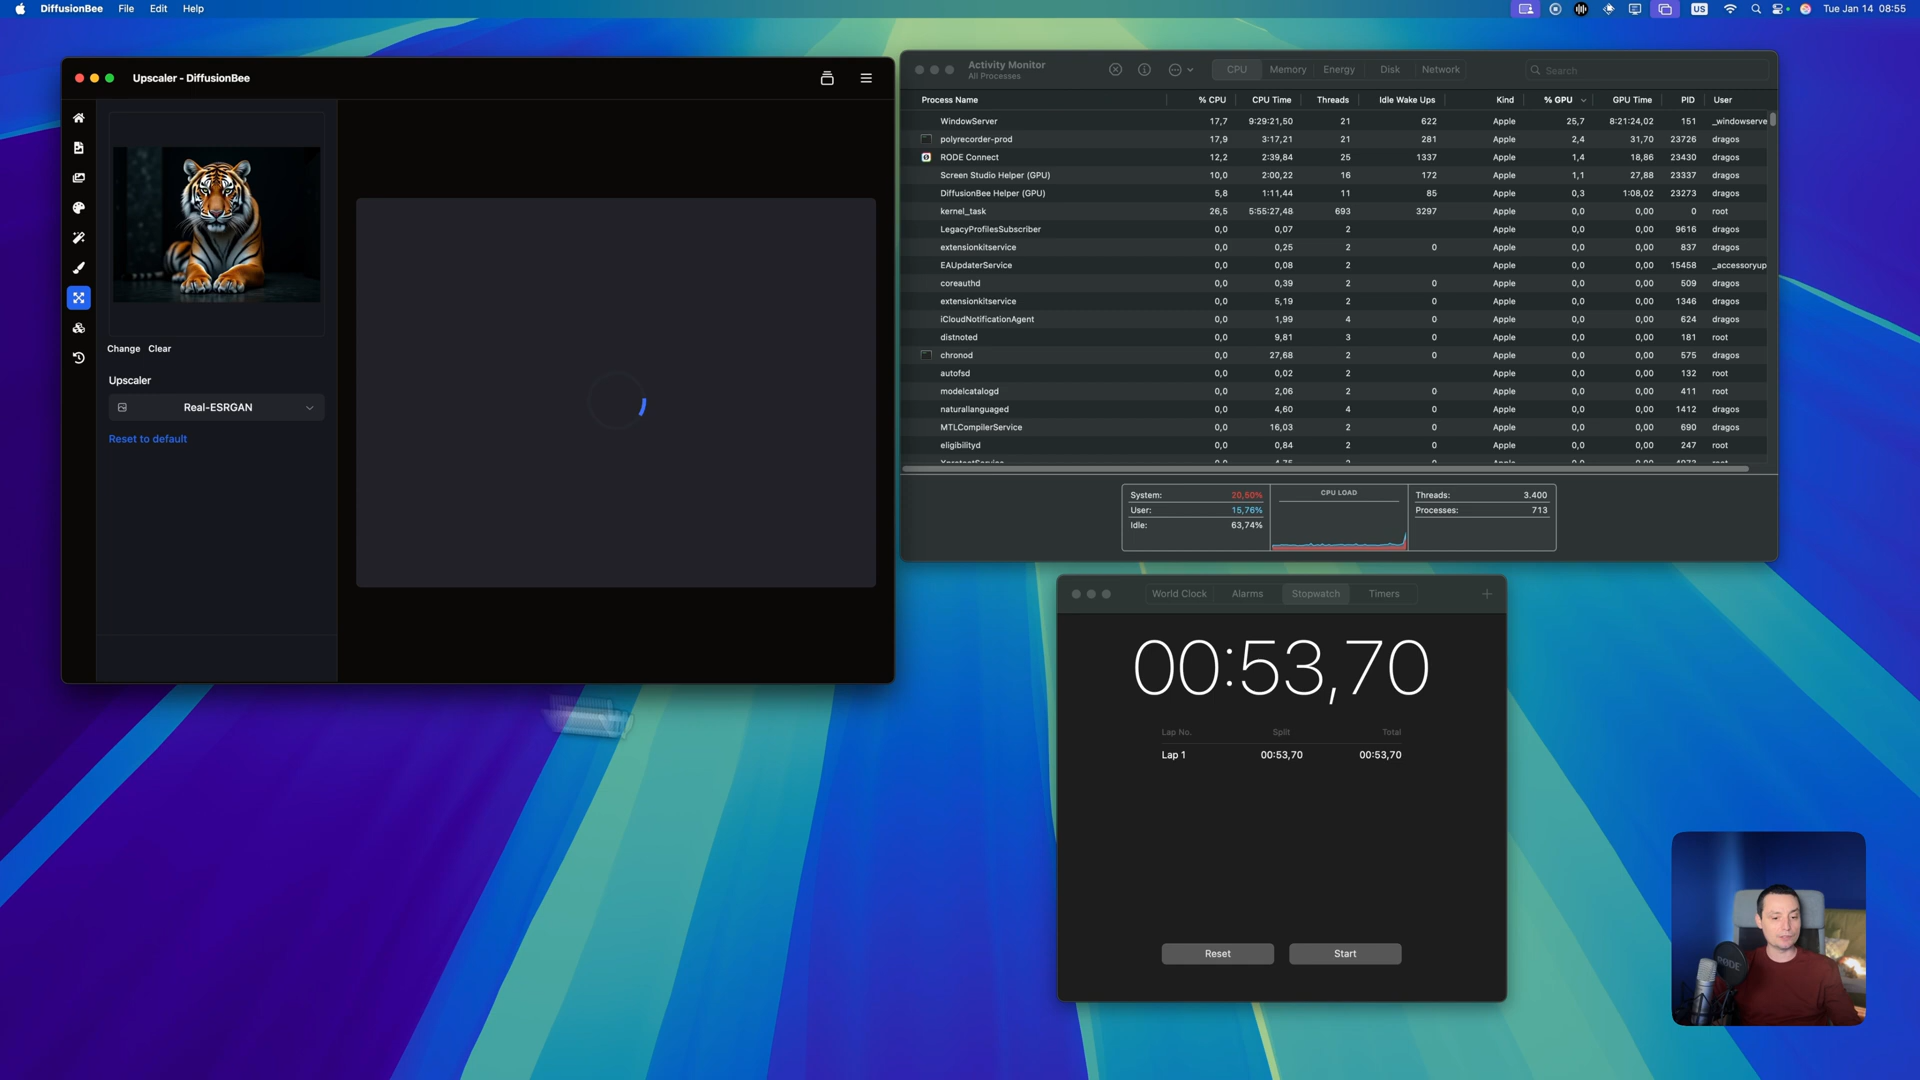 DiffusionBee File Edit Help US Tue Jan 14 08:55
Upscaler - DiffusionBee
Change Clear
Upscaler
Real-ESRGAN
Reset to default
Activity Monitor
All Processes
CPU Memory Energy Disk Network Search
Process Name % CPU CPU Time Threads Idle Wake Ups Kind % GPU GPU Time PID User
WindowServer 17,7 9:29:21,50 21 622 Apple 25,7 8:21:24,02 151 _windowserve
polyrecorder-prod 17,9 3:17,21 21 281 Apple 2,4 31,70 23726 dragos
RODE Connect 12,2 2:39,84 25 1337 Apple 1,4 18,86 23430 dragos
Screen Studio Helper (GPU) 10,0 2:00,22 16 172 Apple 1,1 27,88 23337 dragos
DiffusionBee Helper (GPU) 5,8 1:11,44 11 85 Apple 0,3 1:08,02 23273 dragos
kernel_task 26,5 5:55:27,48 693 3297 Apple 0,0 0,00 0 root
LegacyProfilesSubscriber 0,0 0,07 2 Apple 0,0 0,00 9616 dragos
extensionkitservice 0,0 0,25 2 0 Apple 0,0 0,00 837 dragos
EAUpdaterService 0,0 0,08 2 Apple 0,0 0,00 15458 _accessoryup
coreauthd 0,0 0,39 2 0 Apple 0,0 0,00 509 dragos
extensionkitservice 0,0 5,19 2 0 Apple 0,0 0,00 1346 dragos
iCloudNotificationAgent 0,0 1,99 4 0 Apple 0,0 0,00 624 dragos
distnoted 0,0 9,81 3 0 Apple 0,0 0,00 181 root
chronod 0,0 27,68 2 0 Apple 0,0 0,00 575 dragos
autofsd 0,0 0,02 2 Apple 0,0 0,00 132 root
modelcatalogd 0,0 2,06 2 0 Apple 0,0 0,00 411 root
naturallanguaged 0,0 4,60 4 0 Apple 0,0 0,00 1412 dragos
MTLCompilerService 0,0 16,03 2 0 Apple 0,0 0,00 690 dragos
eligibilityd 0,0 0,84 2 0 Apple 0,0 0,00 247 root
System: 20,50%
User: 15,76%
Idle: 63,74%
CPU LOAD
Threads: 3.400
Processes: 713
World Clock Alarms Stopwatch Timers
00:53,70
Lap No. Split Total
Lap 1 00:53,70 00:53,70
Reset Start
RODE